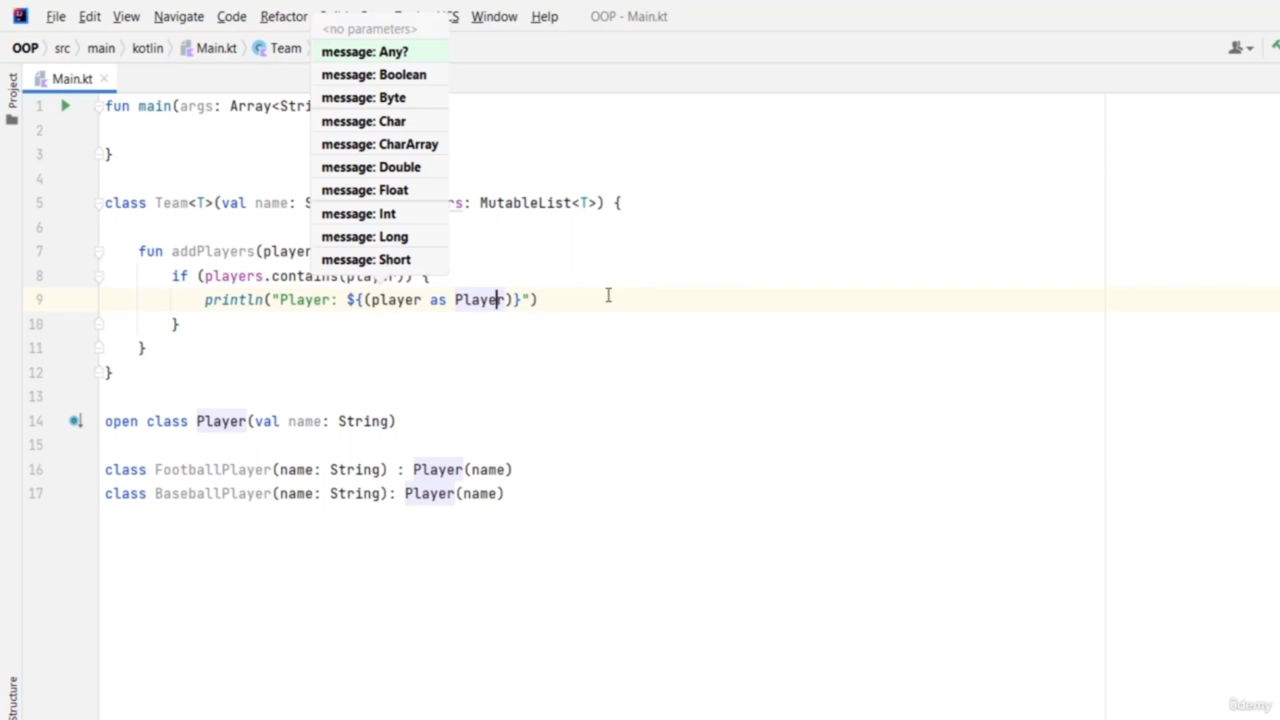 File Edit View Navigate Code Refactor Window Help OOP - Main.kt
OOP src main kotlin Main.kt Team
Main.kt
Project
<no parameters>
message: Any?
message: Boolean
message: Byte
message: Char
message: CharArray
message: Double
message: Float
message: Int
message: Long
message: Short
1 fun main(args: Array<Stri
2
3 }
4
5 class Team<T>(val name: S rs: MutableList<T>) {
6
7 fun addPlayers(player
8 if (players.contains(player)) {
9 println("Player: ${(player as Player)}")
10 }
11 }
12 }
13
14 open class Player(val name: String)
15
16 class FootballPlayer(name: String) : Player(name)
17 class BaseballPlayer(name: String): Player(name)
Structure
ûdemy